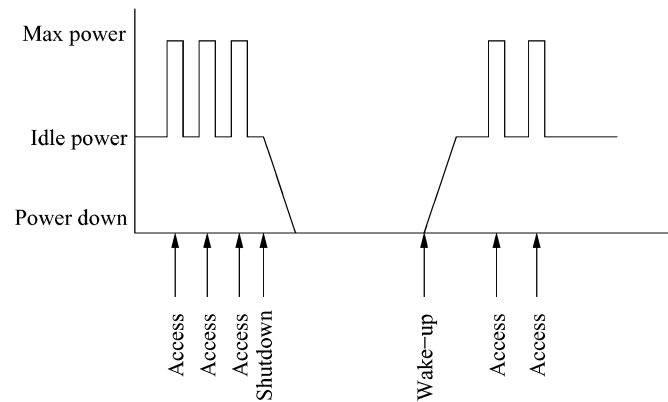 Max power
Idle power
Power down
Access
Access
Access
Shutdown
Wake−up
Access
Access